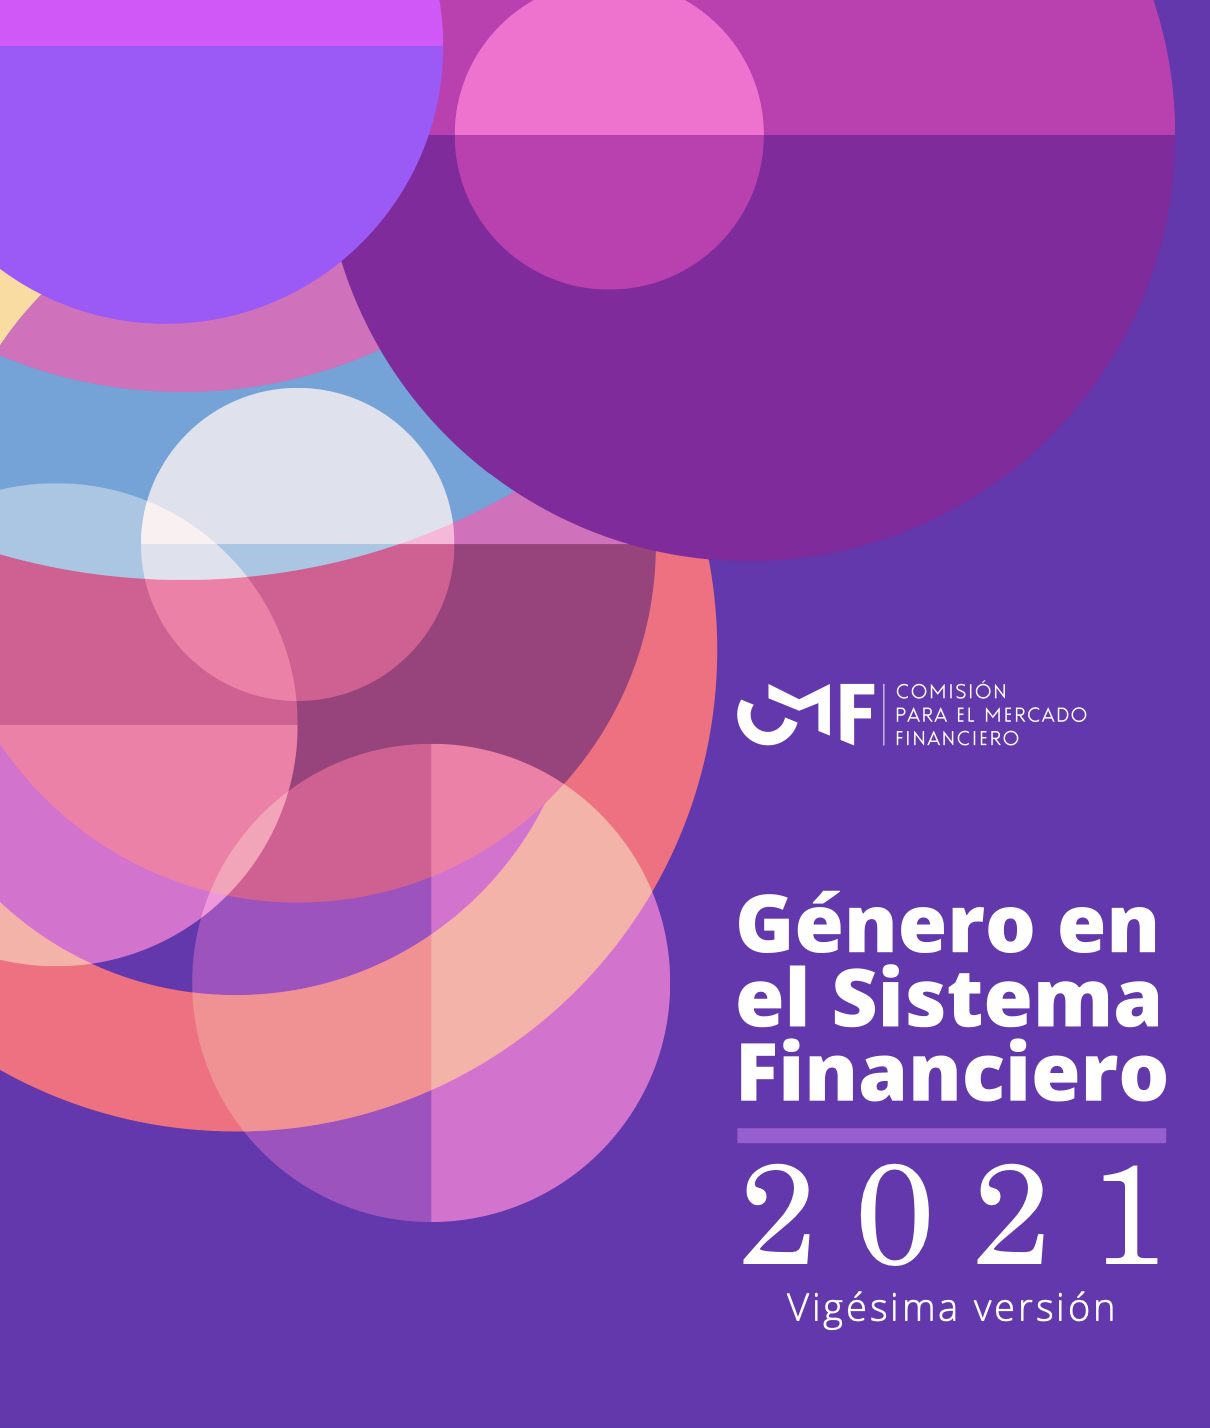 CMF
COMISIÓN
PARA EL MERCADO
FINANCIERO
Género en
el Sistema
Financiero
2021
Vigésima versión